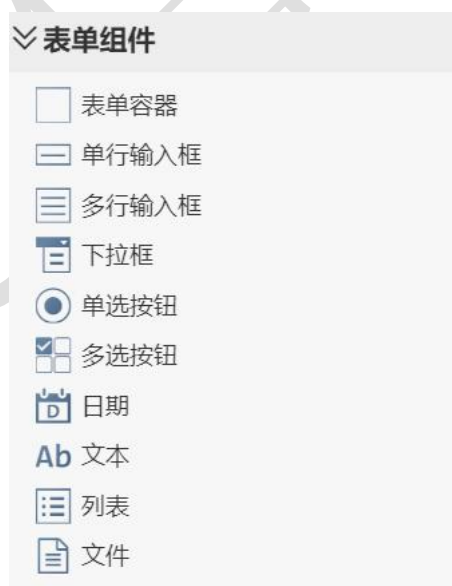 表单组件
表单容器
单行输入框
多行输入框
下拉框
单选按钮
多选按钮
D 日期
Ab 文本
列表
文件